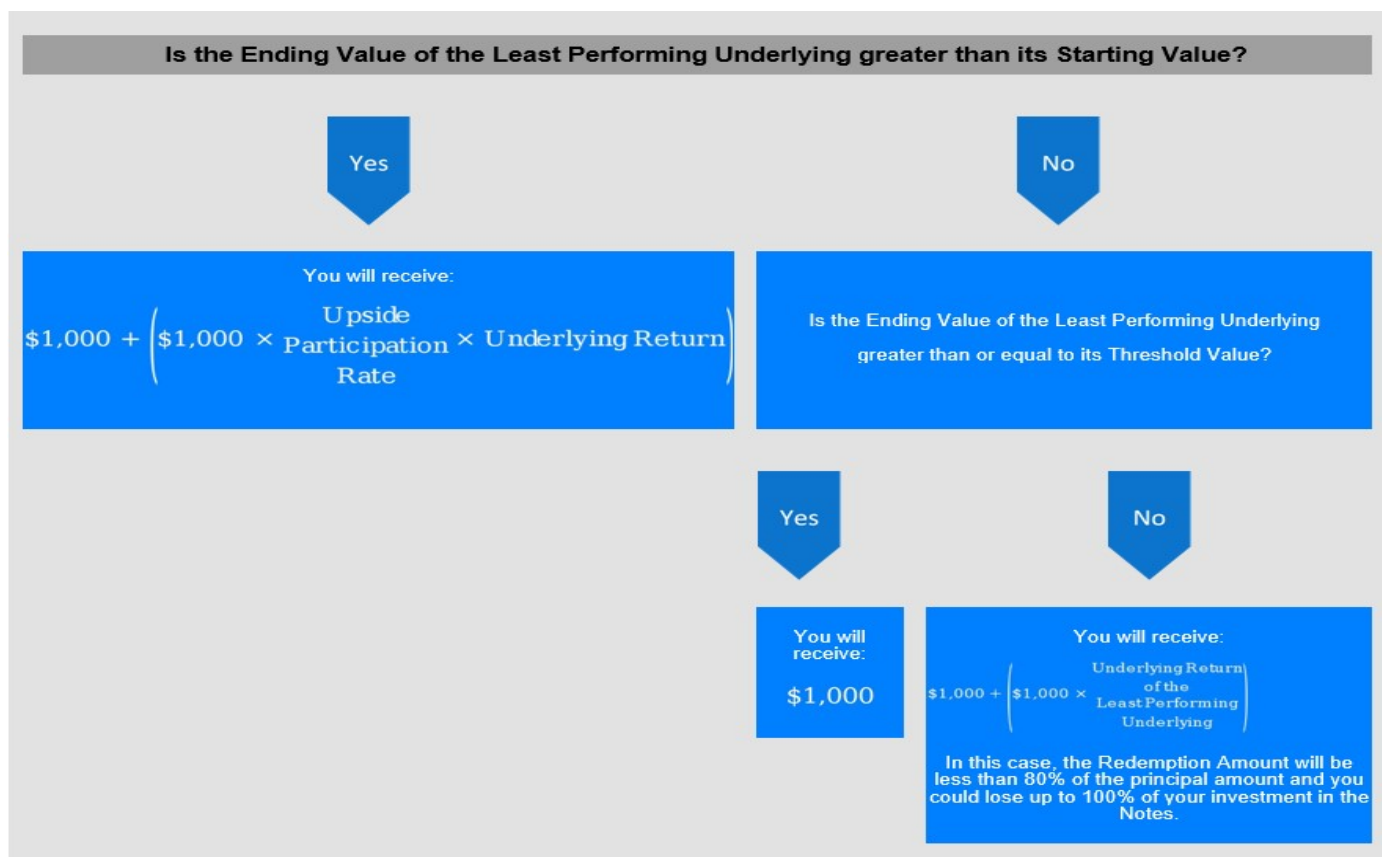 Is the Ending Value of the Least Performing Underlying greater than its Starting Value?
Yes
No
You will receive:
$1,000 + ($1,000 × Upside Participation Rate × Underlying Return)
Is the Ending Value of the Least Performing Underlying
greater than or equal to its Threshold Value?
Yes
No
You will
receive:
$1,000
You will receive:
$1,000 + ($1,000 × Underlying Return of the Least Performing Underlying)
In this case, the Redemption Amount will be
less than 80% of the principal amount and you
could lose up to 100% of your investment in the
Notes.